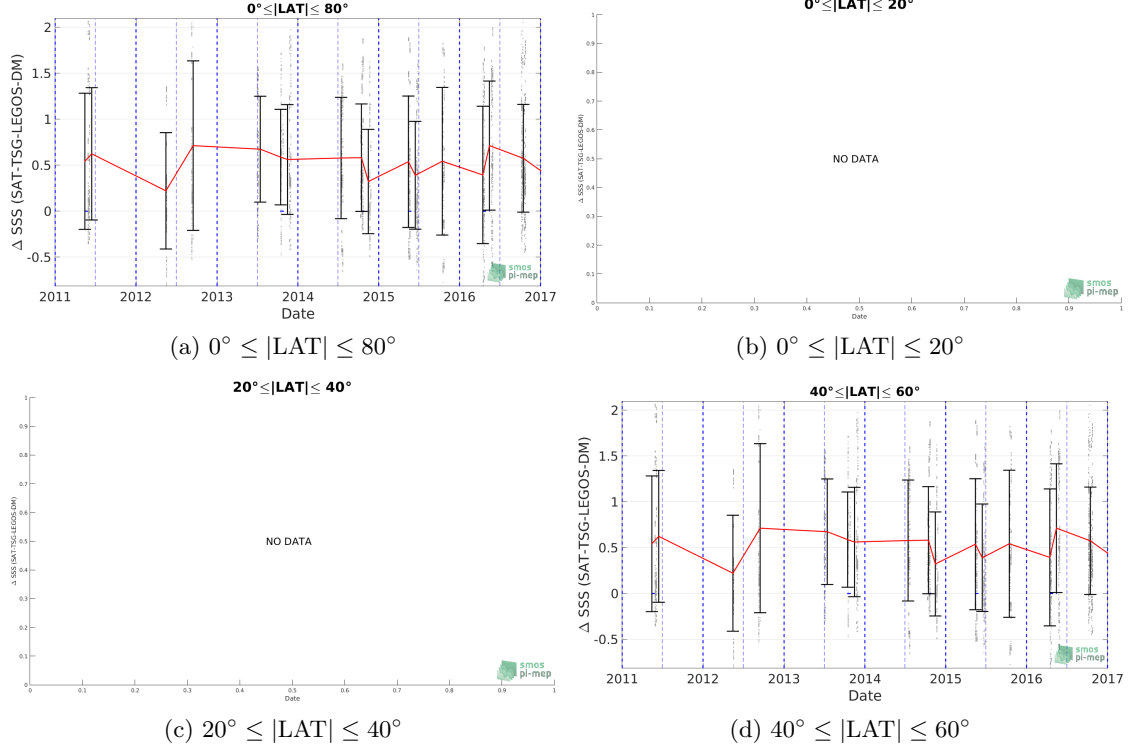 0°≤|LAT|≤ 80°
Δ SSS (SAT-TSG-LEGOS-DM)
2
1.5
1
0.5
0
-0.5
2011 2012 2013 2014 2015 2016 2017
Date
smos
pi-mep
(a) 0° ≤ |LAT| ≤ 80°
0°≤|LAT|≤ 20°
Δ SSS (SAT-TSG-LEGOS-DM)
1
0.9
0.8
0.7
0.6
0.5
0.4
0.3
0.2
0.1
0
NO DATA
0 0.1 0.2 0.3 0.4 0.5 0.6 0.7 0.8 0.9 1
Date
smos
pi-mep
(b) 0° ≤ |LAT| ≤ 20°
20°≤|LAT|≤ 40°
Δ SSS (SAT-TSG-LEGOS-DM)
1
0.9
0.8
0.7
0.6
0.5
0.4
0.3
0.2
0.1
0
NO DATA
0 0.1 0.2 0.3 0.4 0.5 0.6 0.7 0.8 0.9 1
Date
smos
pi-mep
(c) 20° ≤ |LAT| ≤ 40°
40°≤|LAT|≤ 60°
Δ SSS (SAT-TSG-LEGOS-DM)
2
1.5
1
0.5
0
-0.5
2011 2012 2013 2014 2015 2016 2017
Date
smos
pi-mep
(d) 40° ≤ |LAT| ≤ 60°